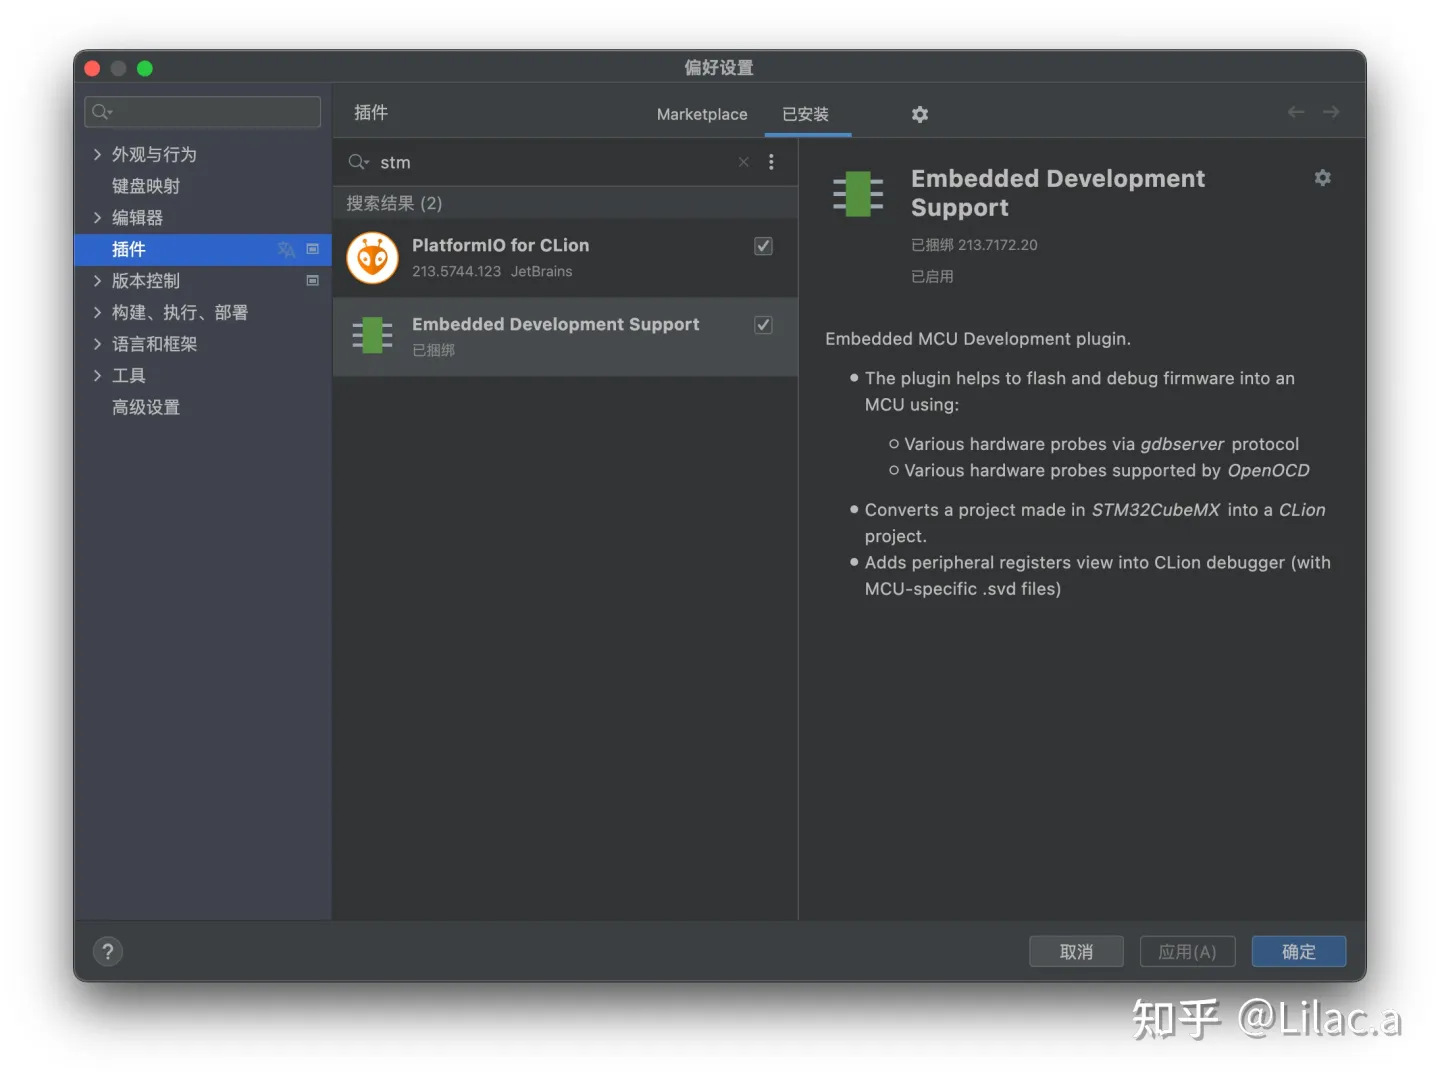 偏好设置
外观与行为
键盘映射
编辑器
插件
版本控制
构建、执行、部署
语言和框架
工具
高级设置
插件
Marketplace
已安装
stm
搜索结果 (2)
PlatformIO for CLion
213.5744.123 JetBrains
Embedded Development Support
已捆绑
Embedded Development
Support
已捆绑 213.7172.20
已启用
Embedded MCU Development plugin.
The plugin helps to flash and debug firmware into an
MCU using:
Various hardware probes via gdbserver protocol
Various hardware probes supported by OpenOCD
Converts a project made in STM32CubeMX into a CLion
project.
Adds peripheral registers view into CLion debugger (with
MCU-specific .svd files)
?
取消
应用(A)
确定
知乎 @Lilac.a